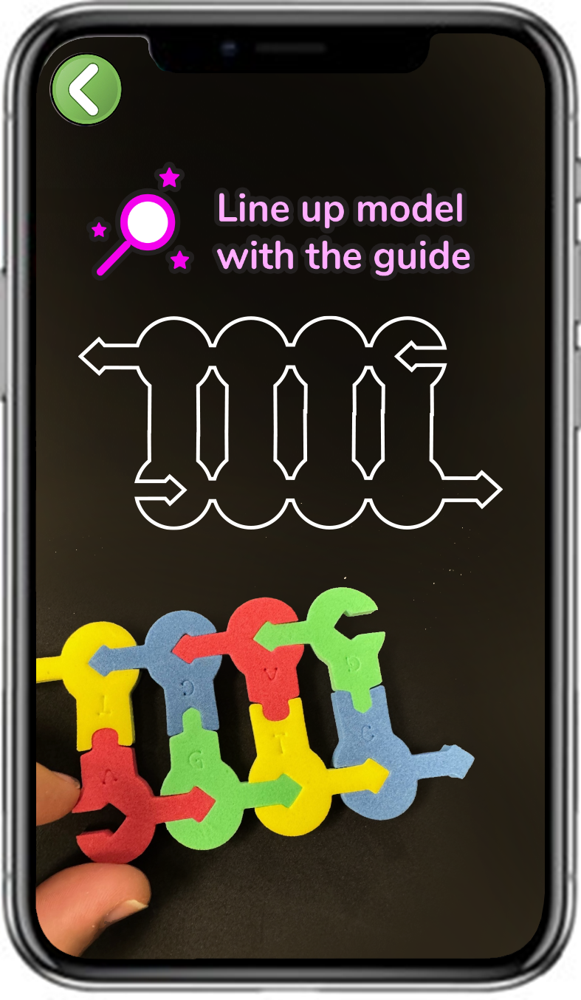 Line up model
with the guide
T C A G
A G T C